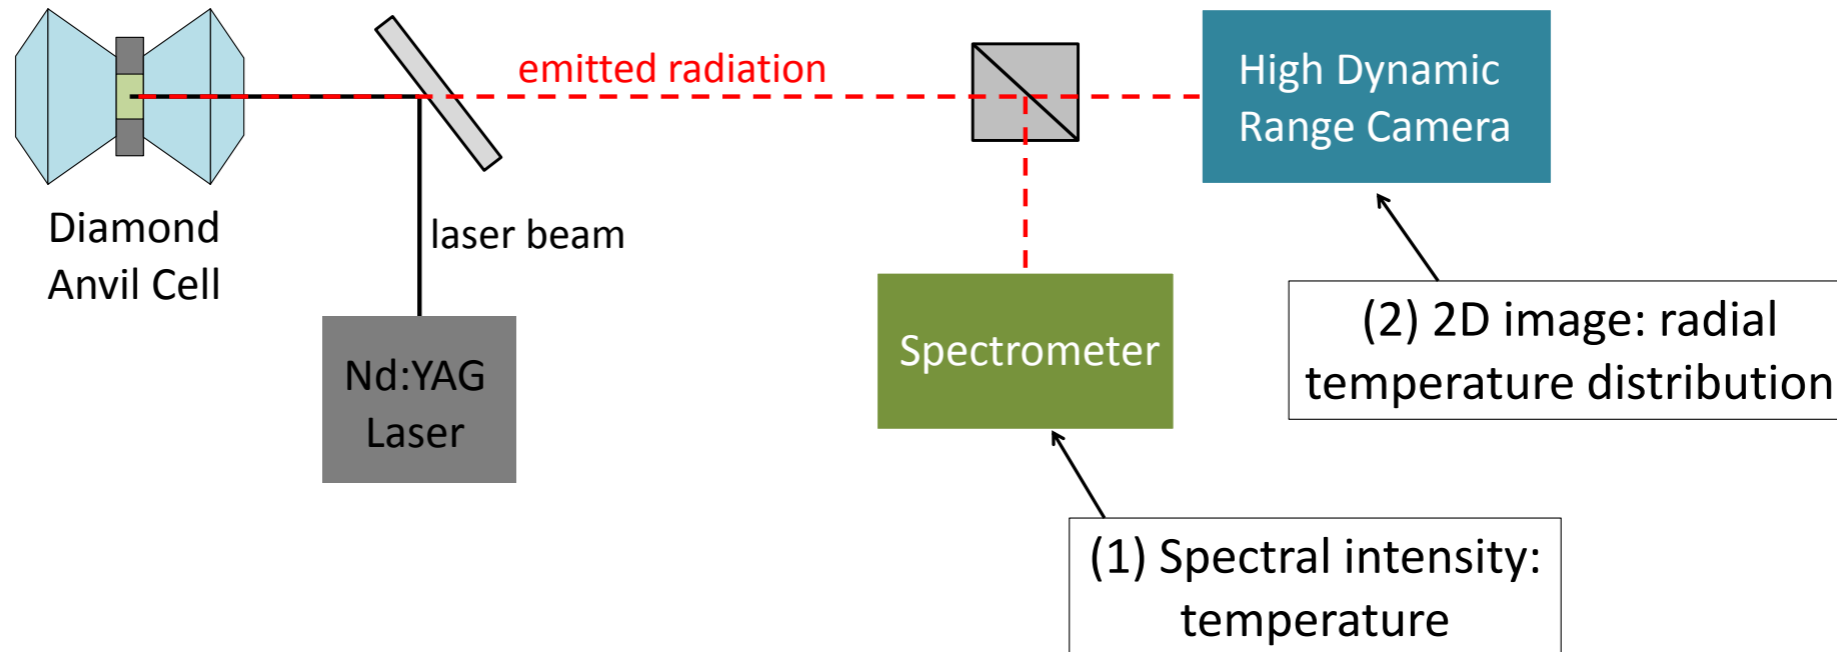 emitted radiation
High Dynamic
Range Camera
Diamond
Anvil Cell
laser beam
Nd:YAG
Laser
Spectrometer
(2) 2D image: radial
temperature distribution
(1) Spectral intensity:
temperature